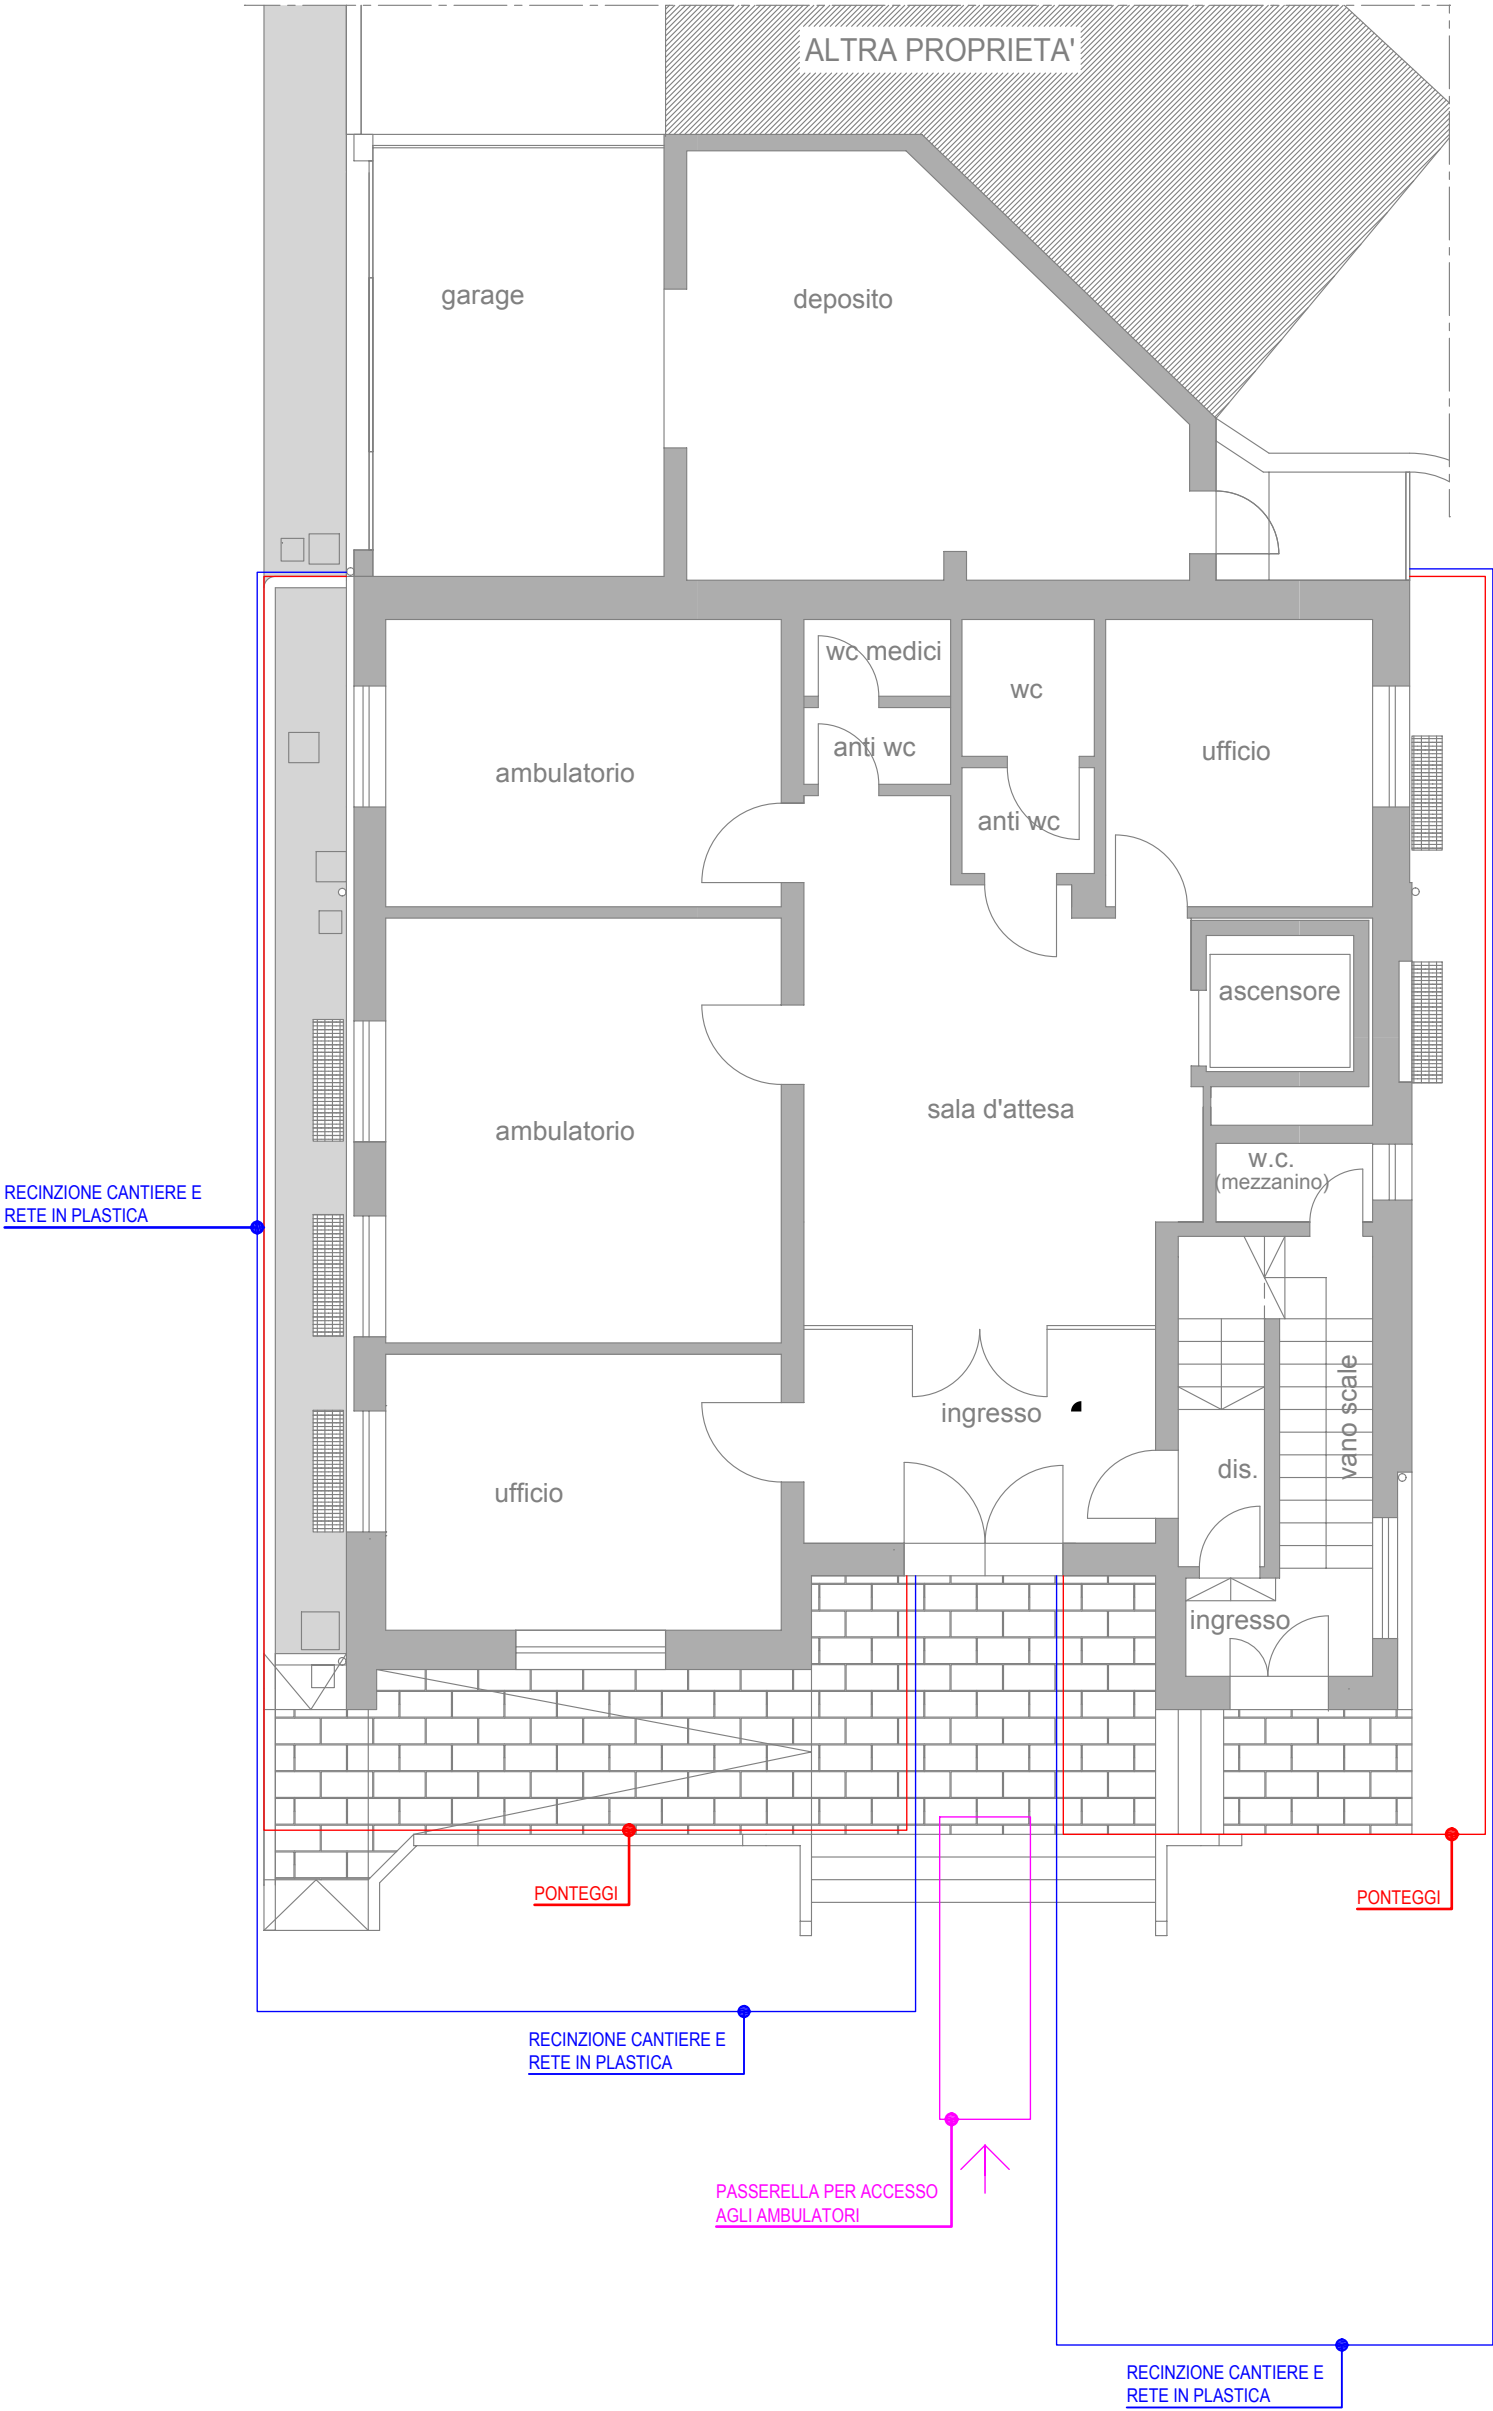 ALTRA PROPRIETA'
garage
deposito
wc medici
wc
anti wc
ufficio
ambulatorio
anti wc
ascensore
sala d'attesa
ambulatorio
w.c.
(mezzanino)
RECINZIONE CANTIERE E
RETE IN PLASTICA
vano scale
ingresso
dis.
ufficio
ingresso
PONTEGGI
PONTEGGI
RECINZIONE CANTIERE E
RETE IN PLASTICA
PASSERELLA PER ACCESSO
AGLI AMBULATORI
RECINZIONE CANTIERE E
RETE IN PLASTICA